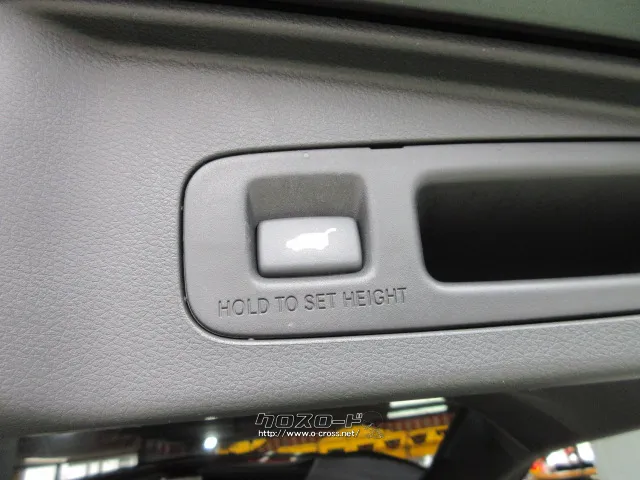 HOLD TO SET HEIGHT
クロスロード
http://www.o-cross.net/